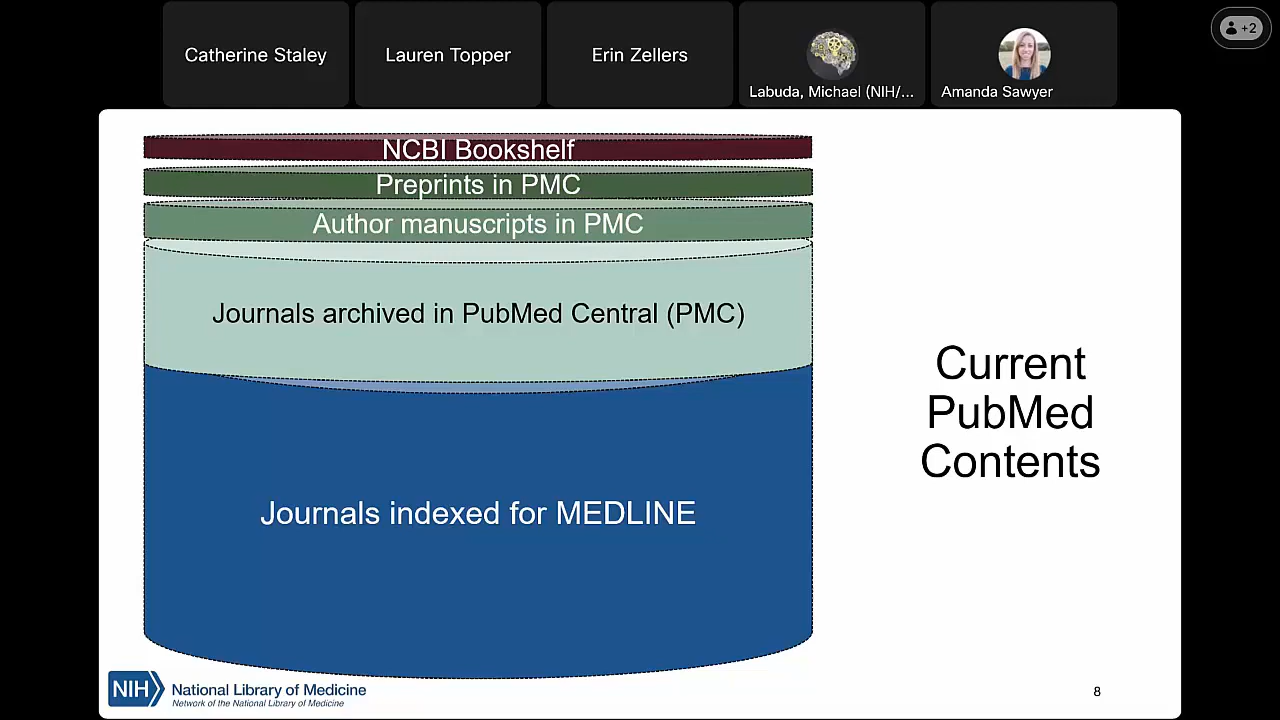 Catherine Staley
Lauren Topper
Erin Zellers
Labuda, Michael (NIH/...
Amanda Sawyer
+2
NCBI Bookshelf
Preprints in PMC
Author manuscripts in PMC
Journals archived in PubMed Central (PMC)
Journals indexed for MEDLINE
Current
PubMed
Contents
NIH
National Library of Medicine
Network of the National Library of Medicine
8